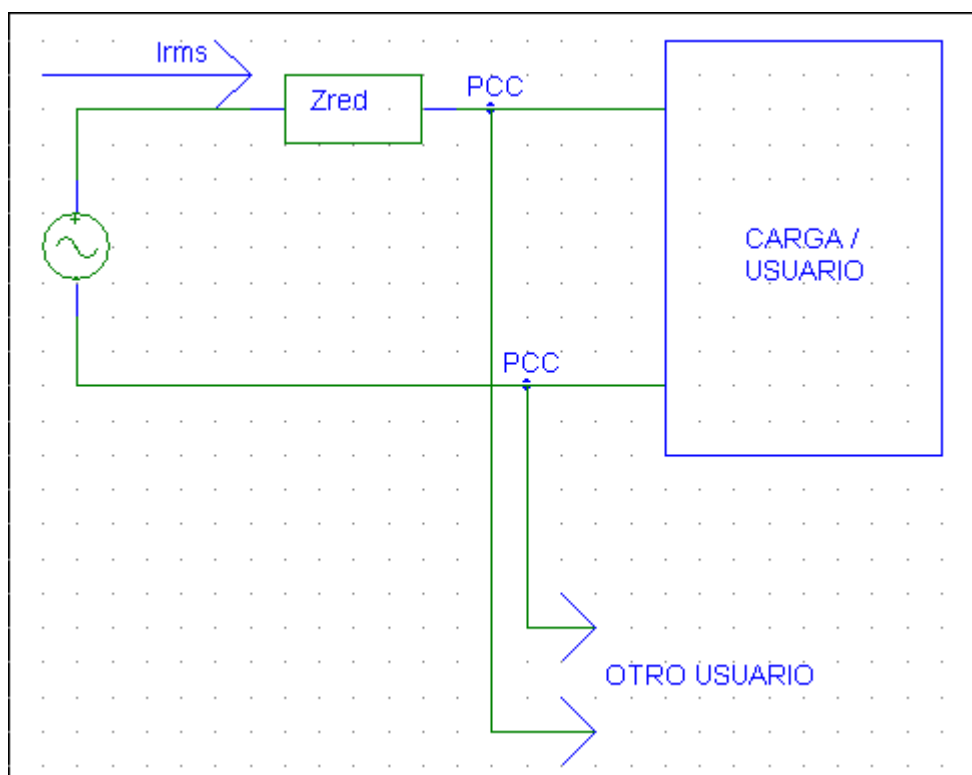 Irms
Zred
PCC
CARGA /
USUARIO
PCC
OTRO USUARIO